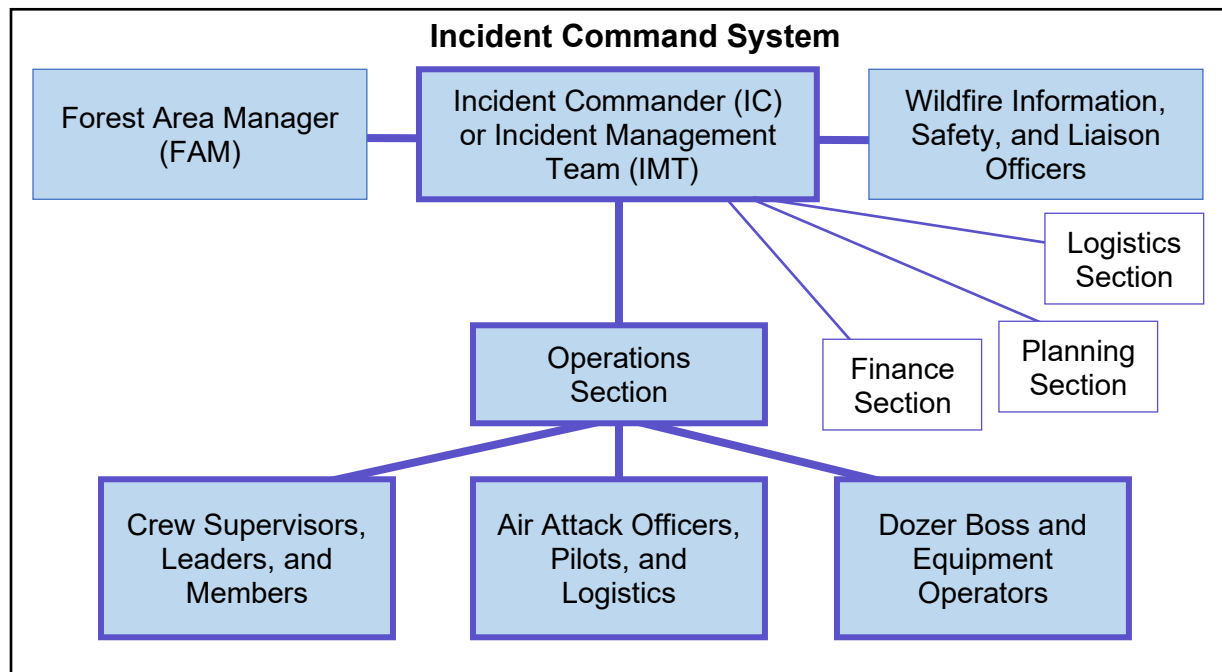 Incident Command System
Forest Area Manager
(FAM)
Incident Commander (IC)
or Incident Management
Team (IMT)
Wildfire Information,
Safety, and Liaison
Officers
Logistics
Section
Planning
Section
Finance
Section
Operations
Section
Crew Supervisors,
Leaders, and
Members
Air Attack Officers,
Pilots, and
Logistics
Dozer Boss and
Equipment
Operators